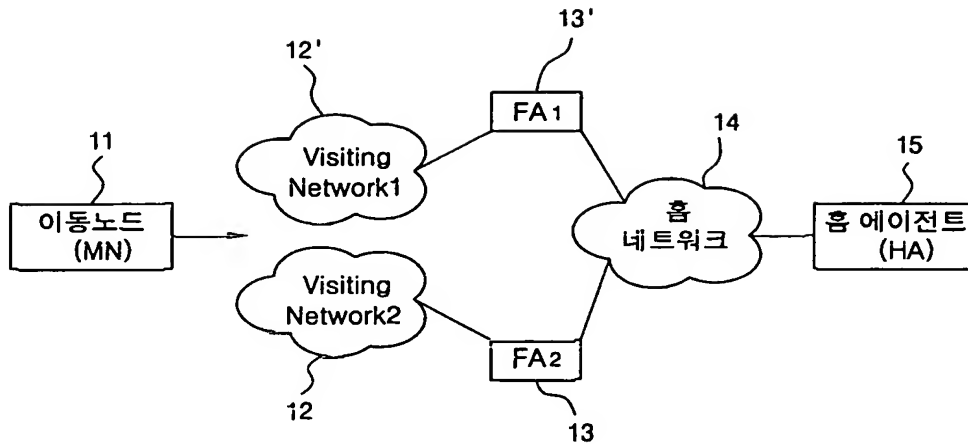 12'
13'
Visiting
Network1
FA1
14
11
15
이동노드
(MN)
홈
네트워크
홈 에이전트
(HA)
Visiting
Network2
FA2
12
13